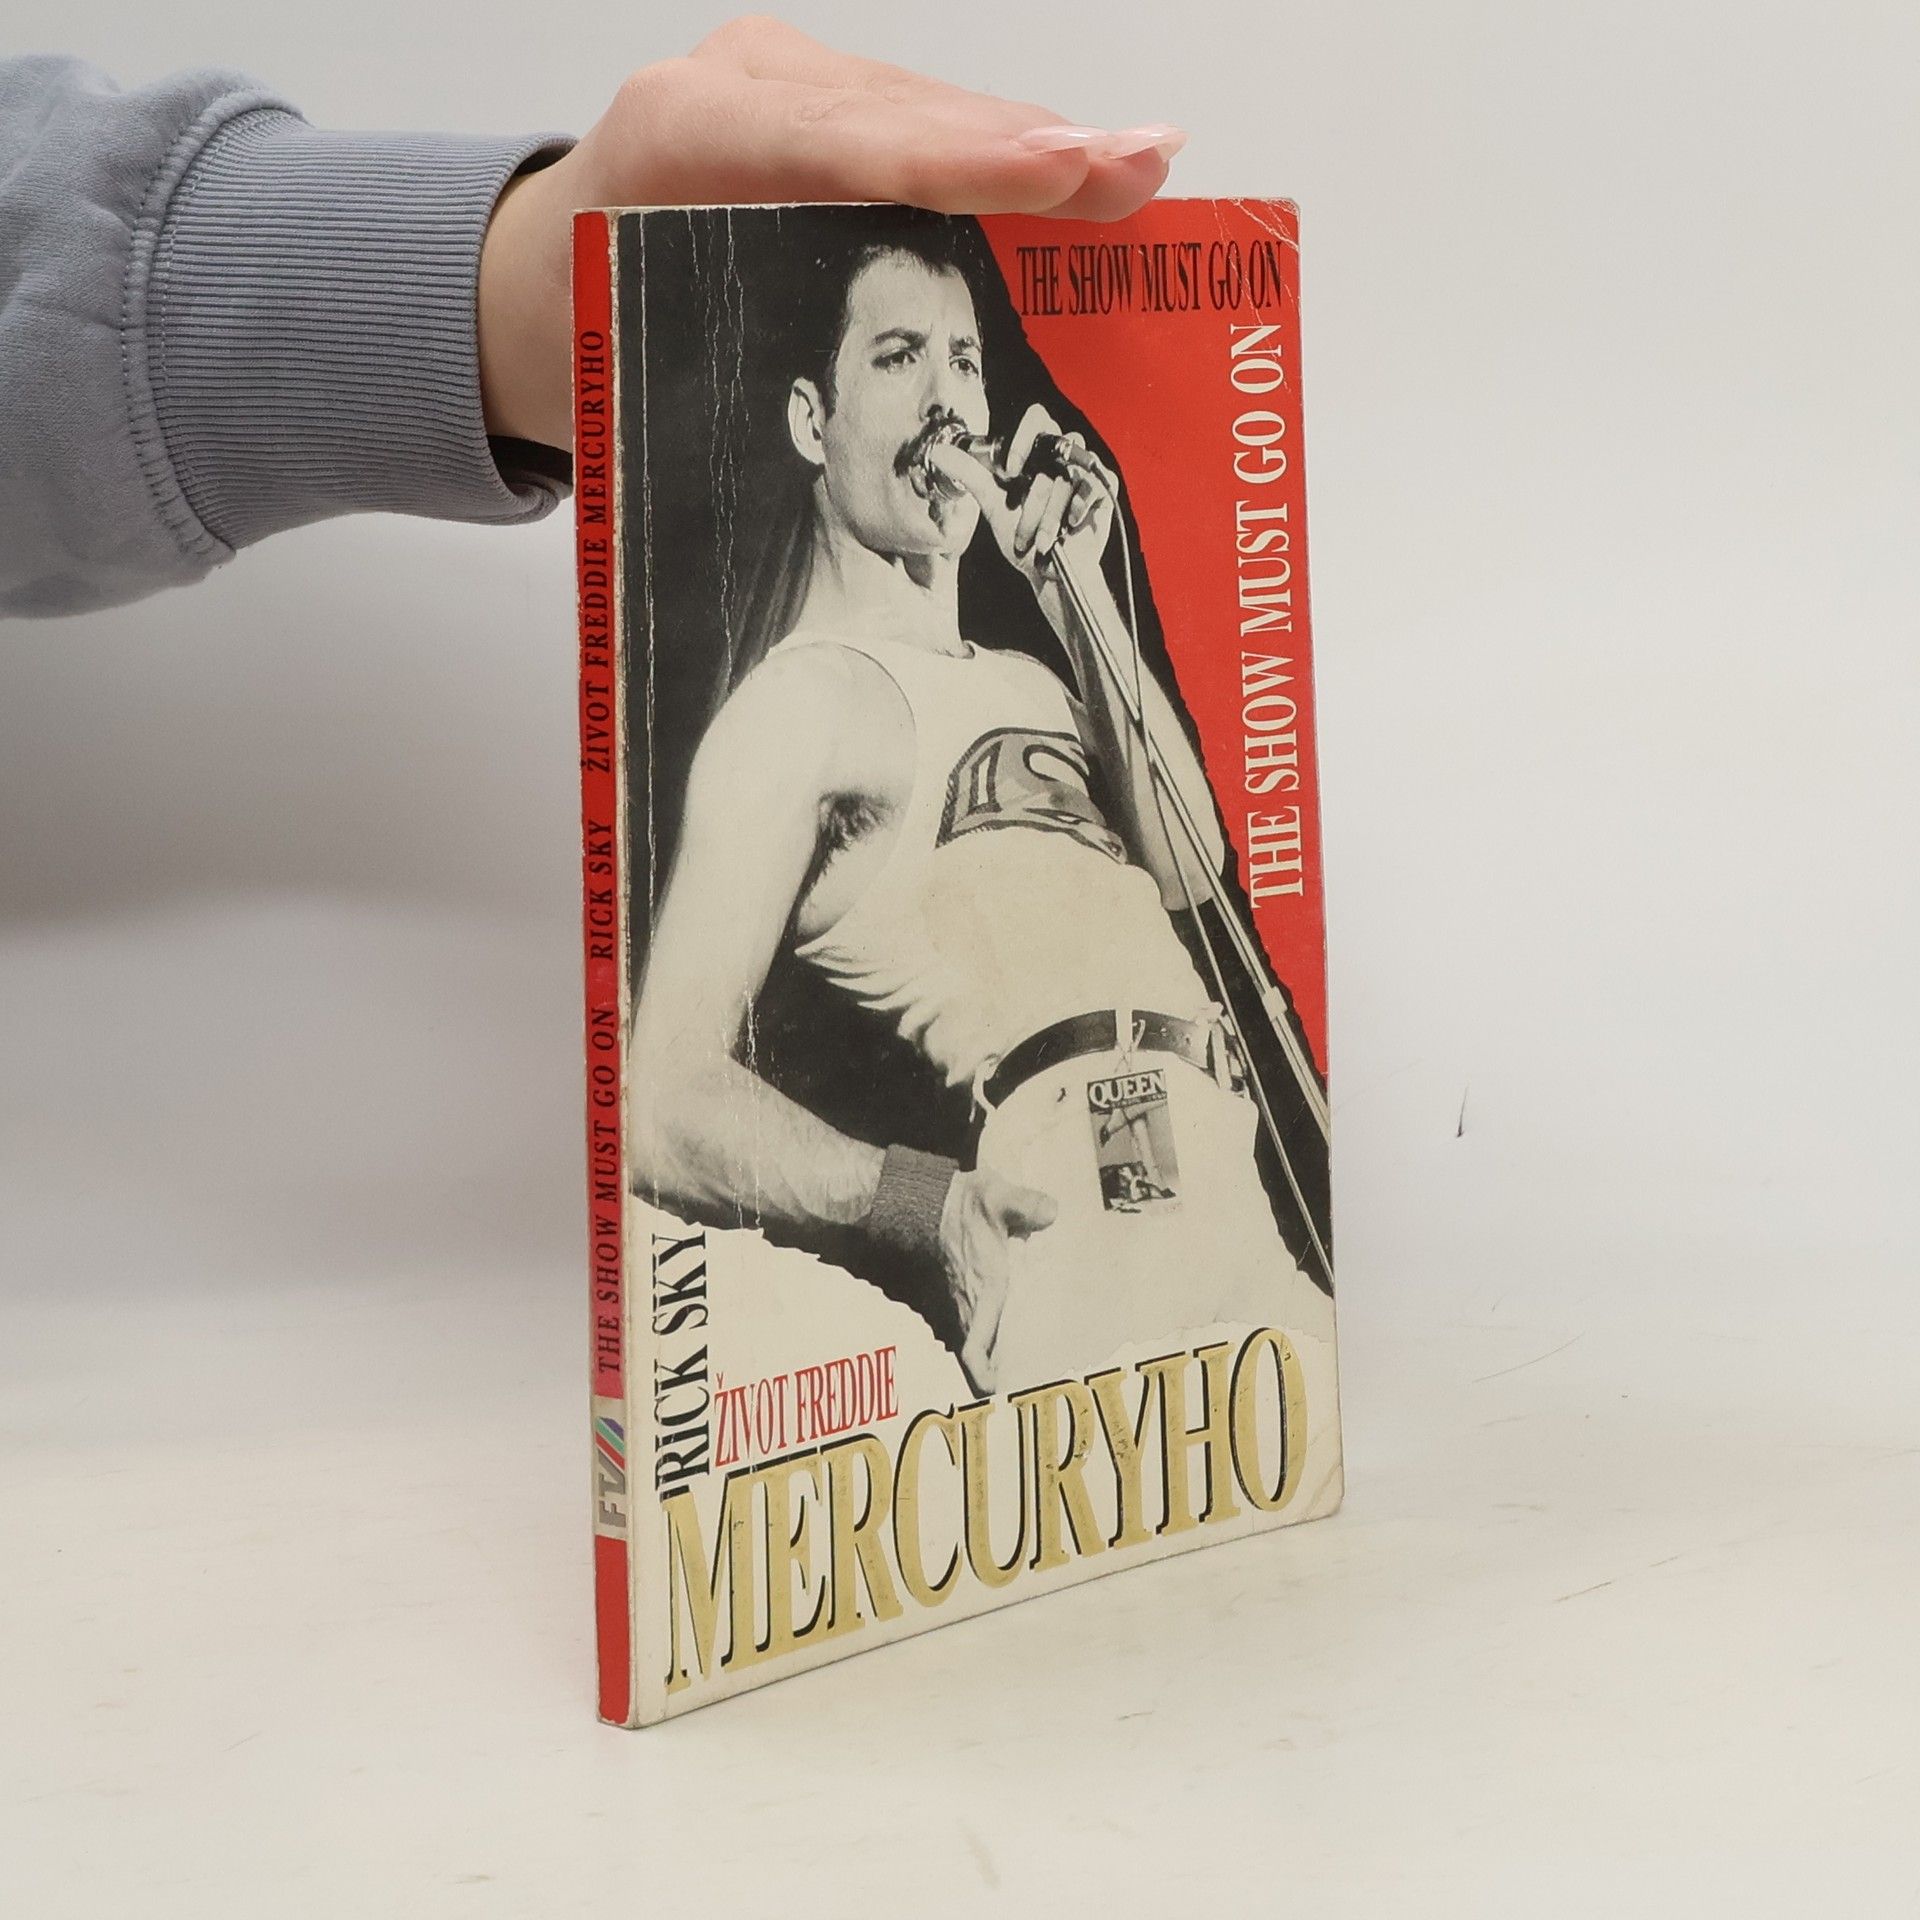 THE SHOW MUST GO ON RICK SKY ŽIVOT FREDDIE MERCURYHO
FTV
THE SHOW MUST GO ON
THE SHOW MUST GO ON
QUEEN
RICK SKY
ŽIVOT FREDDIE
MERCURYHO